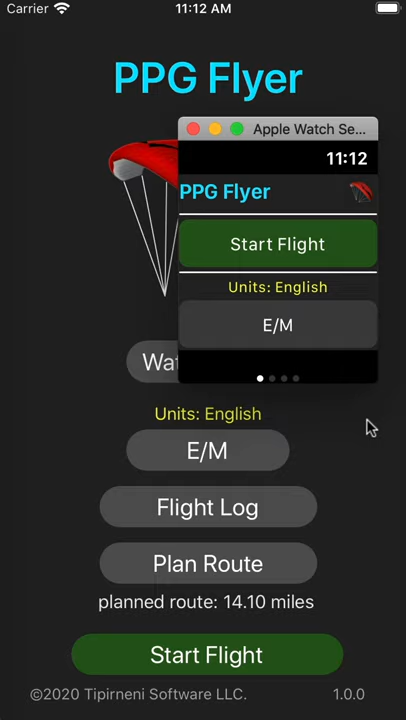 Carrier 11:12 AM
PPG Flyer
Apple Watch Se...
11:12
PPG Flyer
Start Flight
Units: English
E/M
Wat
Units: English
E/M
Flight Log
Plan Route
planned route: 14.10 miles
Start Flight
©2020 Tipirneni Software LLC. 1.0.0